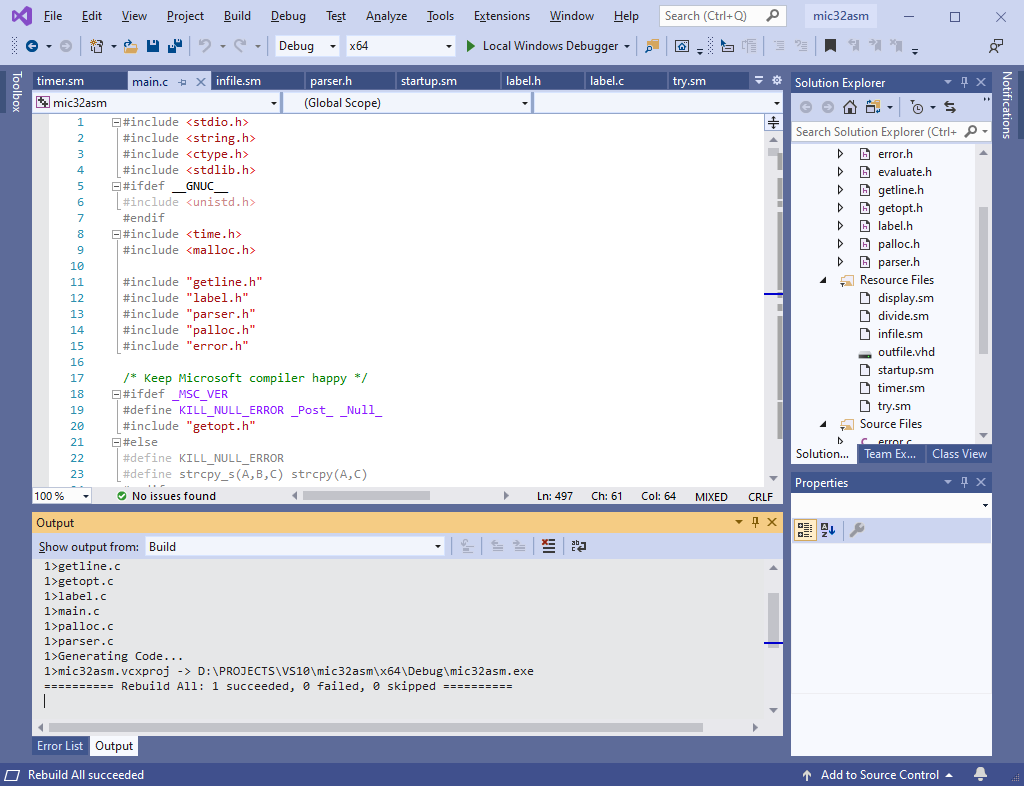 File Edit View Project Build Debug Test Analyze Tools Extensions Window Help Search (Ctrl+Q) mic32asm
Debug x64 Local Windows Debugger
Toolbox
timer.sm main.c infile.sm parser.h startup.sm label.h label.c try.sm
mic32asm (Global Scope)
1 #include <stdio.h>
2 #include <string.h>
3 #include <ctype.h>
4 #include <stdlib.h>
5 #ifdef __GNUC__
6 #include <unistd.h>
7 #endif
8 #include <time.h>
9 #include <malloc.h>
10
11 #include "getline.h"
12 #include "label.h"
13 #include "parser.h"
14 #include "palloc.h"
15 #include "error.h"
16
17 /* Keep Microsoft compiler happy */
18 #ifdef _MSC_VER
19 #define KILL_NULL_ERROR _Post_ _Null_
20 #include "getopt.h"
21 #else
22 #define KILL_NULL_ERROR
23 #define strcpy_s(A,B,C) strcpy(A,C)
100 % No issues found Ln: 497 Ch: 61 Col: 64 MIXED CRLF
Output
Show output from: Build
1>getline.c
1>getopt.c
1>label.c
1>main.c
1>palloc.c
1>parser.c
1>Generating Code...
1>mic32asm.vcxproj -> D:\PROJECTS\VS10\mic32asm\x64\Debug\mic32asm.exe
========== Rebuild All: 1 succeeded, 0 failed, 0 skipped ==========
Error List Output
Solution Explorer
Search Solution Explorer (Ctrl+
error.h
evaluate.h
getline.h
getopt.h
label.h
palloc.h
parser.h
Resource Files
display.sm
divide.sm
infile.sm
outfile.vhd
startup.sm
timer.sm
try.sm
Source Files
error.c
Solution... Team Ex... Class View
Properties
Notifications
Rebuild All succeeded Add to Source Control